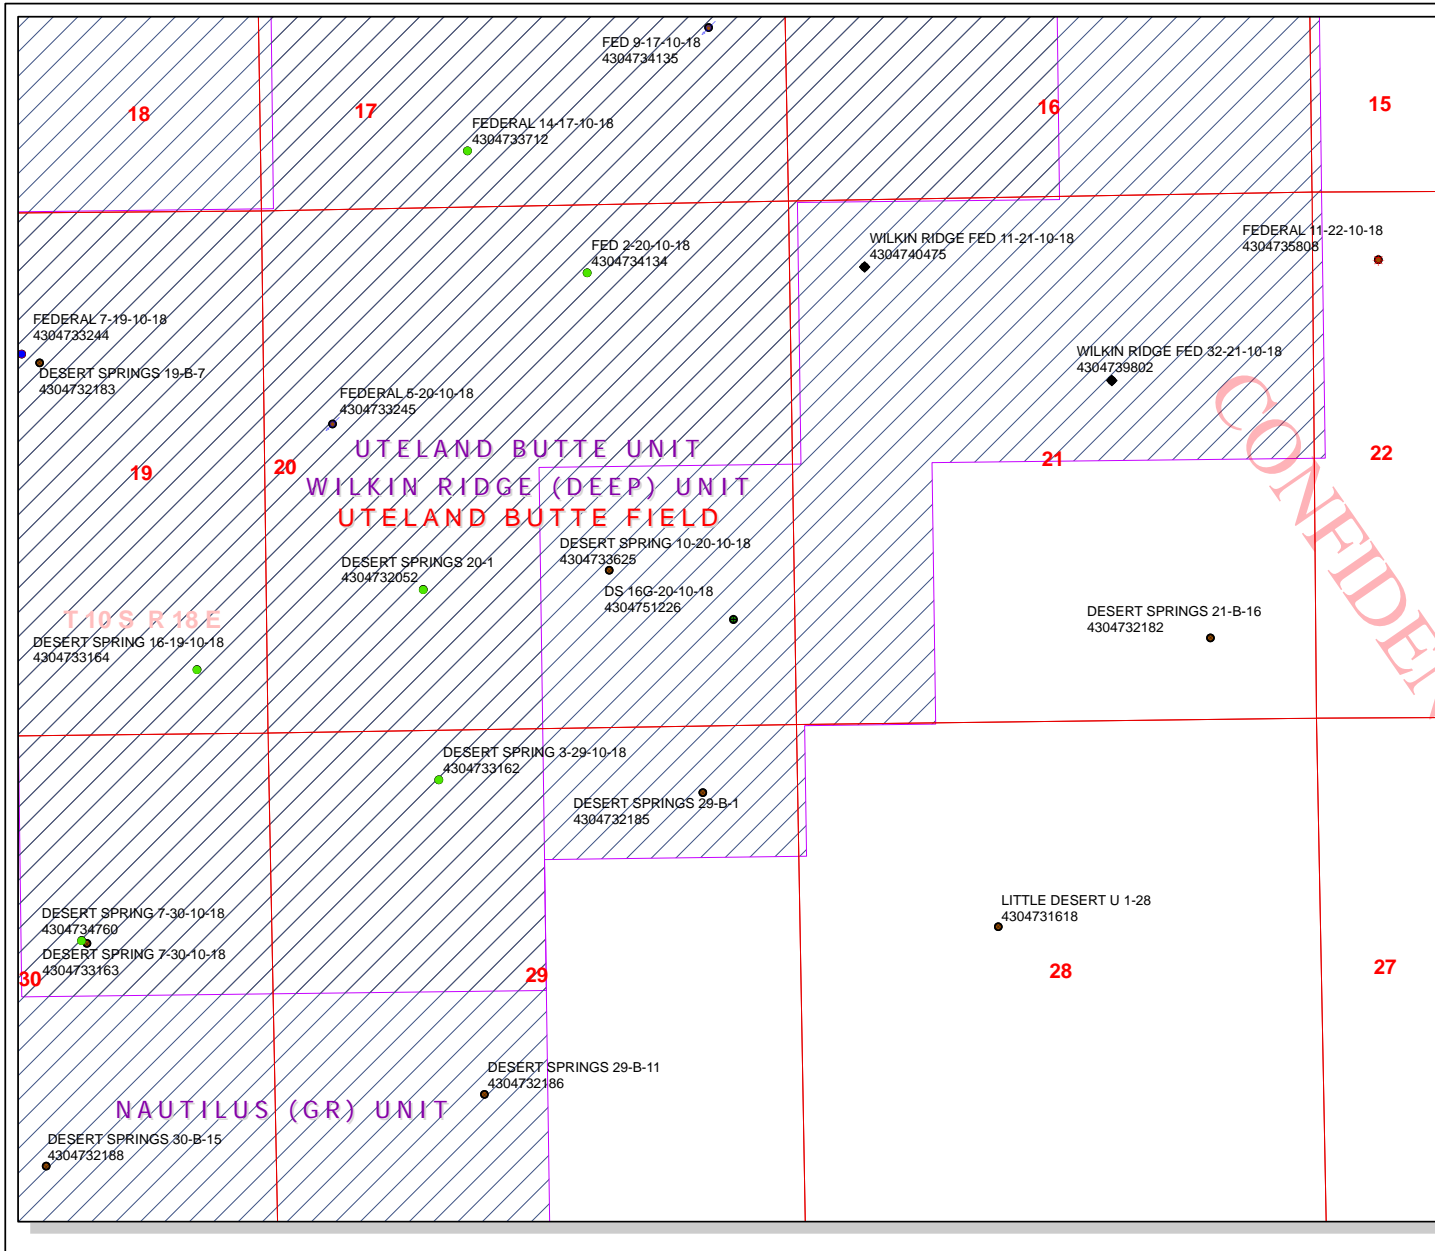 FED 9-17-10-18
4304734135
18
17
16
15
FEDERAL 14-17-10-18
4304733712
FED 2-20-10-18
4304734134
WILKIN RIDGE FED 11-21-10-18
4304740475
FEDERAL 11-22-10-18
4304735808
FEDERAL 7-19-10-18
4304733244
DESERT SPRINGS 19-B-7
4304732183
WILKIN RIDGE FED 32-21-10-18
4304739802
FEDERAL 5-20-10-18
4304733245
UTELAND BUTTE UNIT
19
20
21
22
WILKIN RIDGE (DEEP) UNIT
UTELAND BUTTE FIELD
DESERT SPRINGS 20-1
4304732052
DESERT SPRING 10-20-10-18
4304733625
DS 16G-20-10-18
4304751226
T 10 S R 18 E
DESERT SPRING 16-19-10-18
4304733164
DESERT SPRINGS 21-B-16
4304732182
DESERT SPRING 3-29-10-18
4304733162
DESERT SPRINGS 29-B-1
4304732185
DESERT SPRING 7-30-10-18
4304734760
DESERT SPRING 7-30-10-18
4304733163
LITTLE DESERT U 1-28
4304731618
30
29
28
27
DESERT SPRINGS 29-B-11
4304732186
NAUTILUS (GR) UNIT
DESERT SPRINGS 30-B-15
4304732188